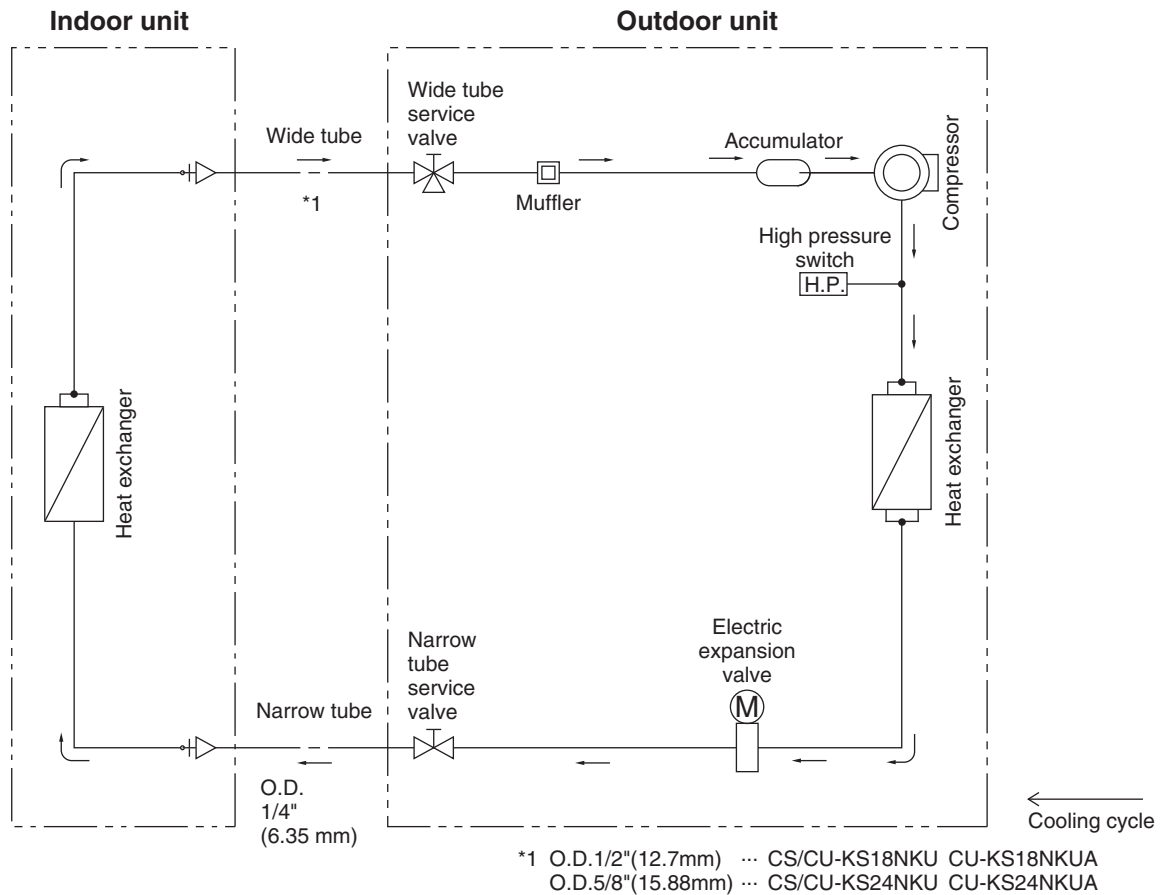 Indoor unit
Outdoor unit
Wide tube
*1
Wide tube
service
valve
Muffler
Accumulator
Compressor
High pressure
switch
H.P.
Heat exchanger
Heat exchanger
Electric
expansion
valve
M
Narrow
tube
service
valve
Narrow tube
O.D.
1/4"
(6.35 mm)
Cooling cycle
*1 O.D.1/2"(12.7mm) ··· CS/CU-KS18NKU CU-KS18NKUA
O.D.5/8"(15.88mm) ··· CS/CU-KS24NKU CU-KS24NKUA